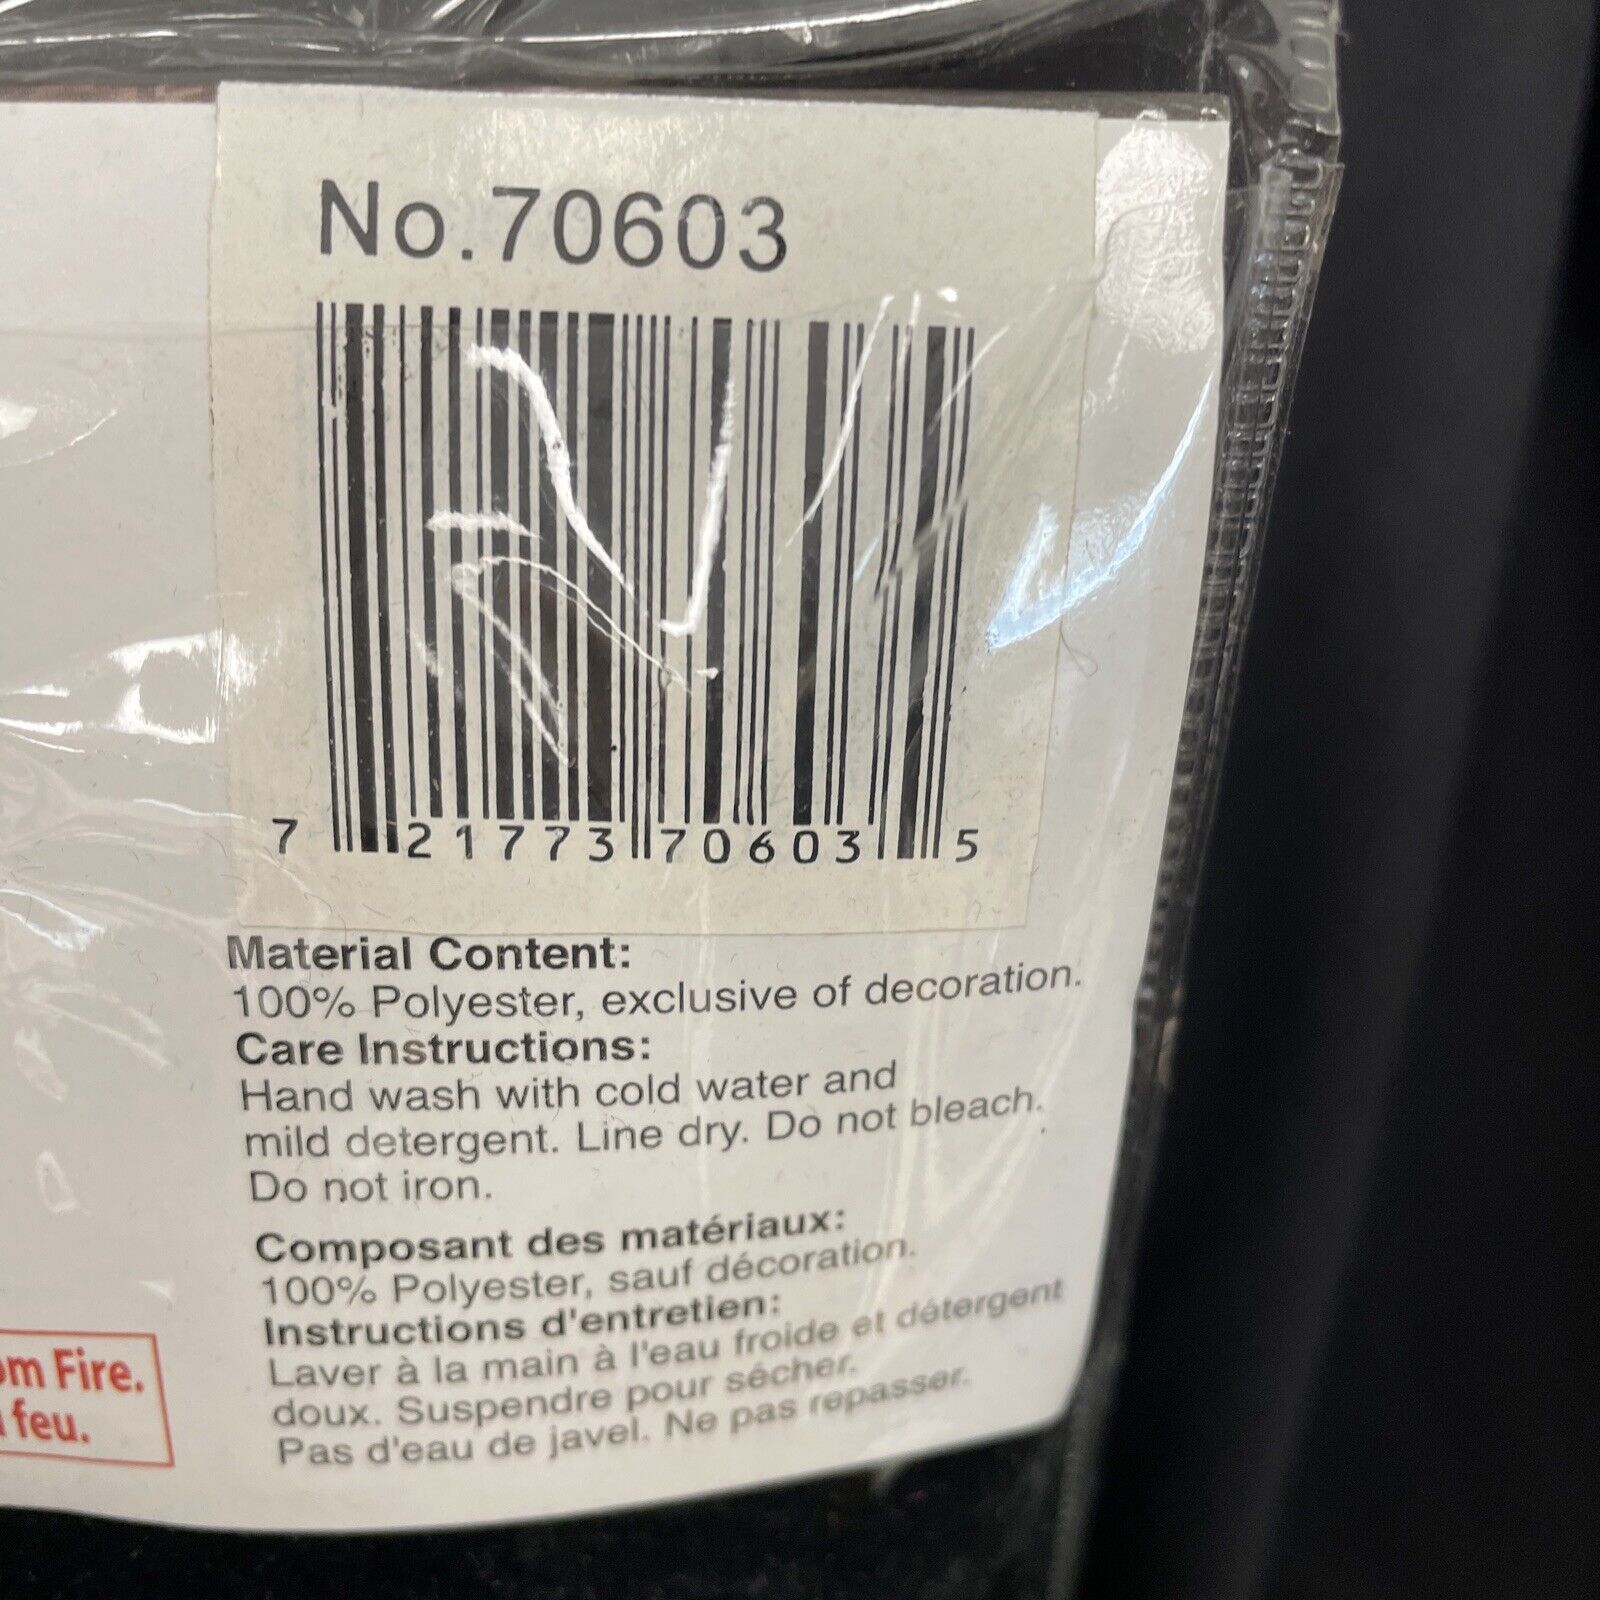 No.70603
7 21773 70603 5
Material Content:
100% Polyester, exclusive of decoration.
Care Instructions:
Hand wash with cold water and
mild detergent. Line dry. Do not bleach.
Do not iron.
Composant des matériaux:
100% Polyester, sauf décoration.
Instructions d'entretien:
Laver à la main à l'eau froide et détergent
doux. Suspendre pour sécher.
Pas d'eau de javel. Ne pas repasser.
Fire.
feu.